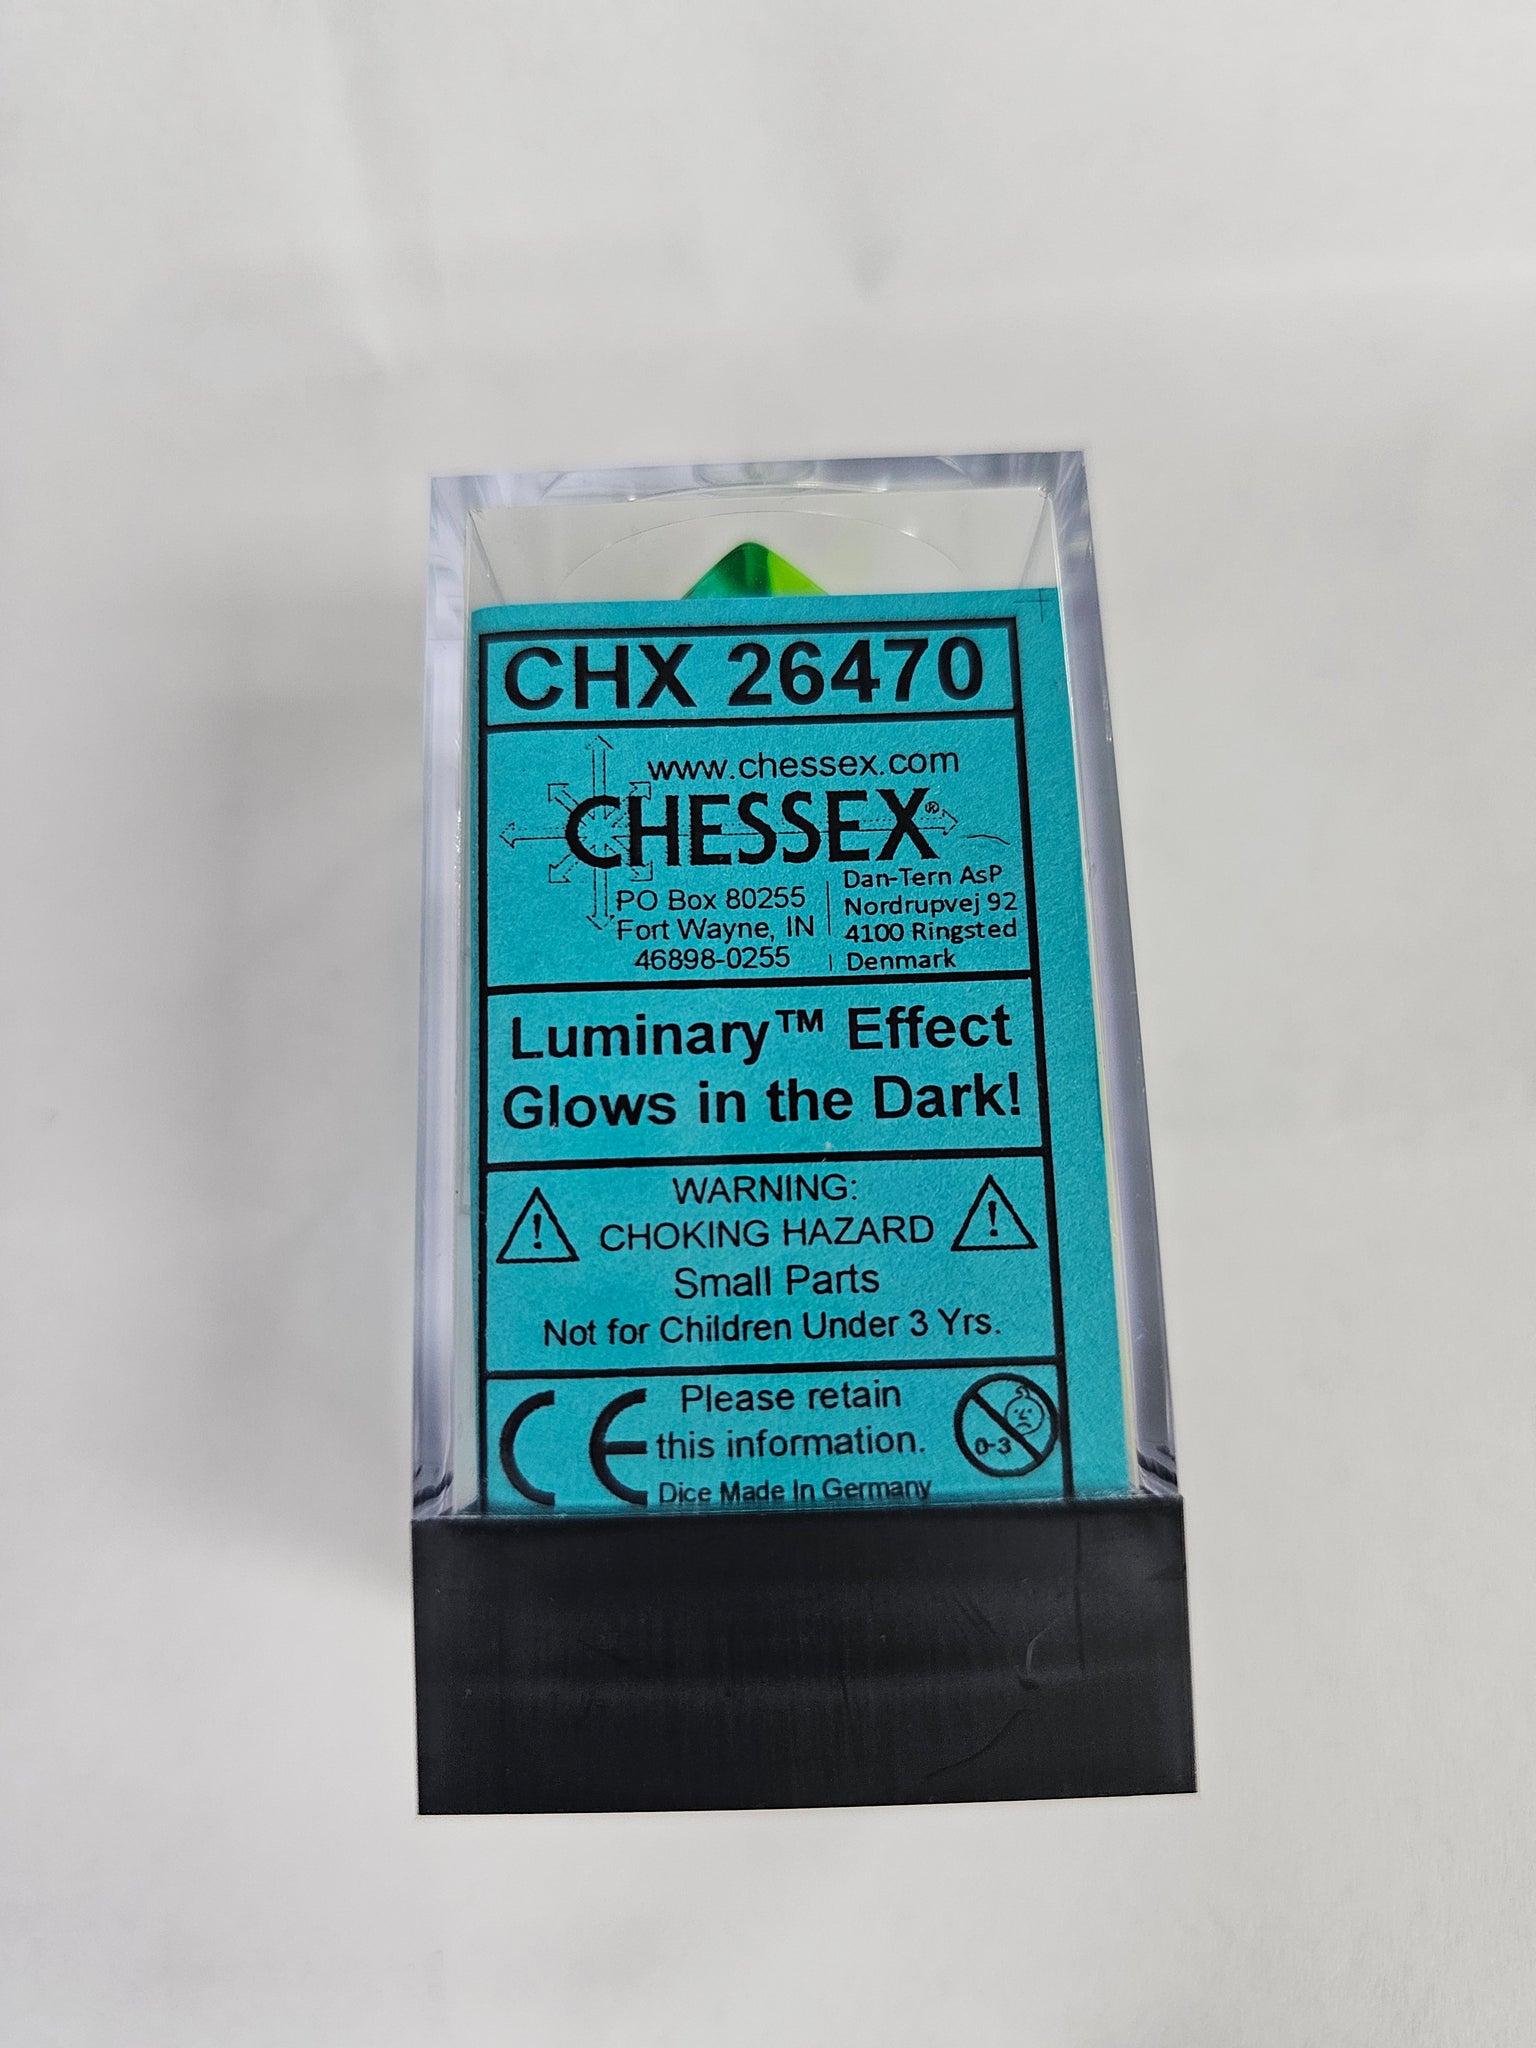 CHX 26470
www.chessex.com
CHESSEX®
PO Box 80255
Fort Wayne, IN
46898-0255
Dan-Tern AsP
Nordrupvej 92
4100 Ringsted
Denmark
Luminary™ Effect
Glows in the Dark!
WARNING:
CHOKING HAZARD
Small Parts
Not for Children Under 3 Yrs.
CE
Please retain
this information.
0-3
Dice Made In Germany